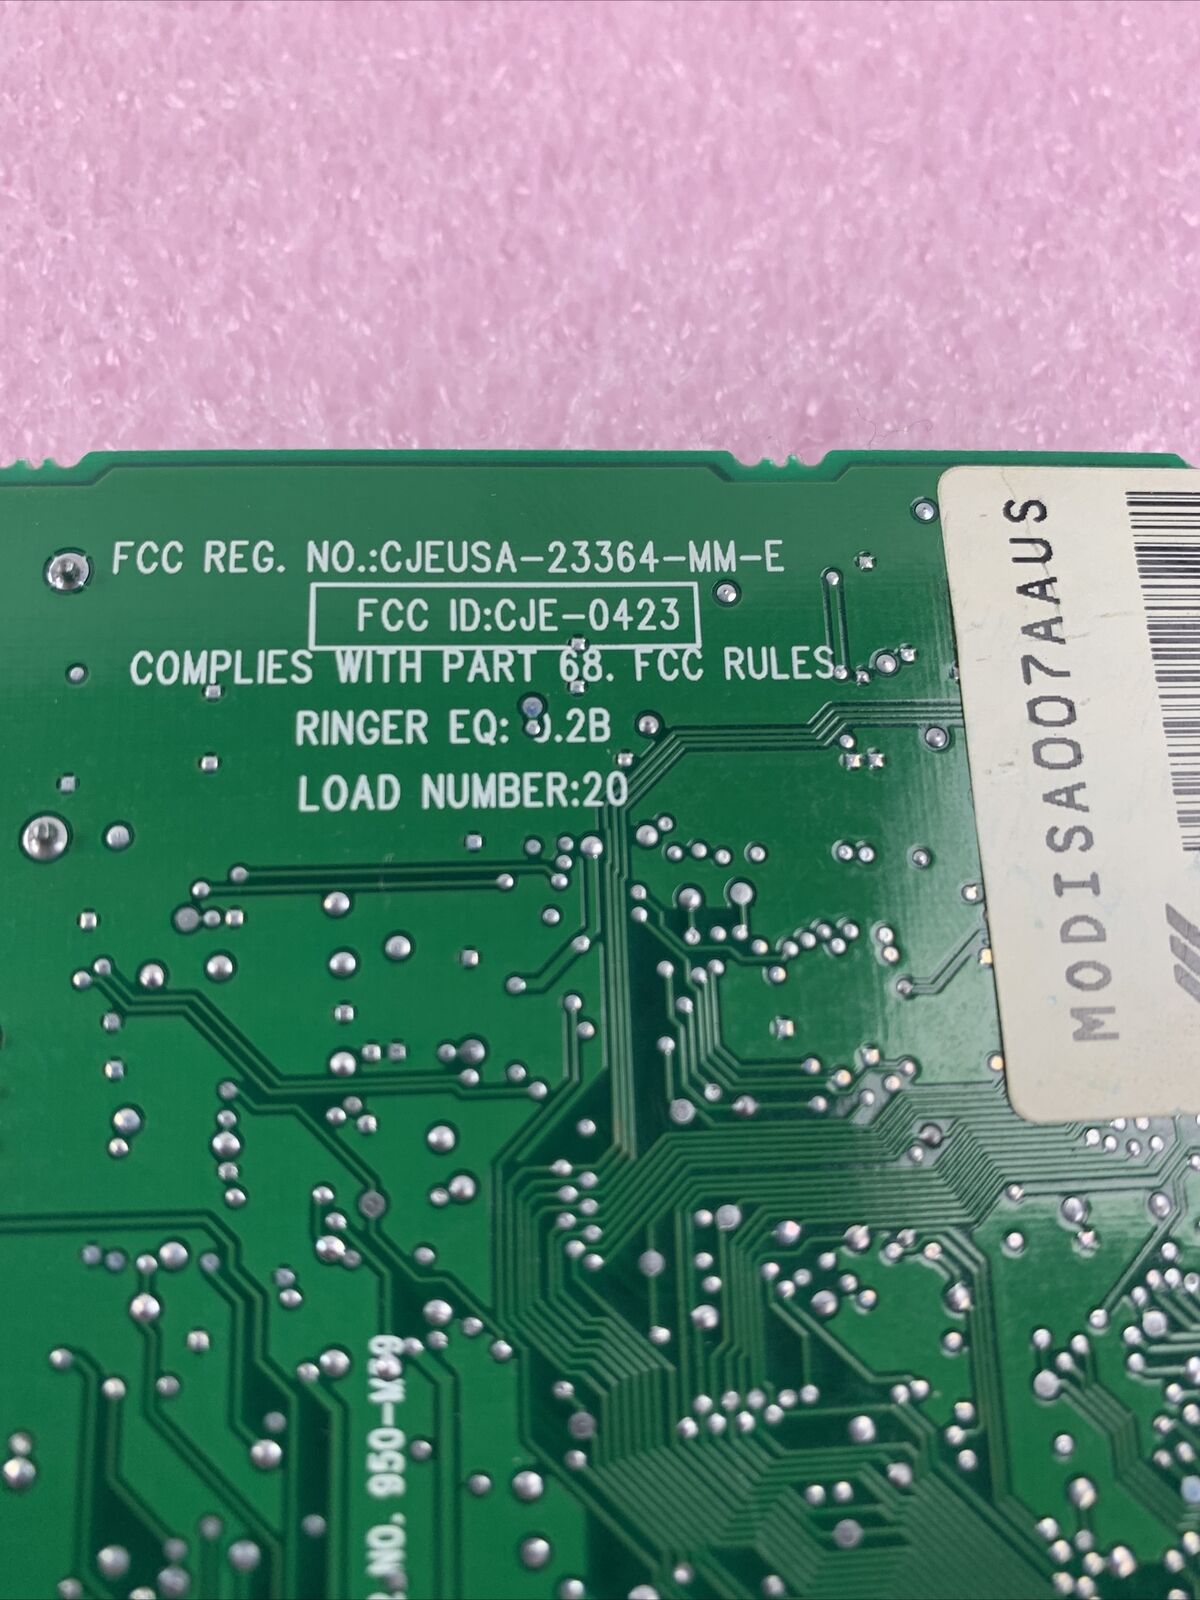 FCC REG. NO.:CJEUSA-23364-MM-E
FCC ID:CJE-0423
COMPLIES WITH PART 68. FCC RULES.
RINGER EQ: 0.2B
LOAD NUMBER:20
MODISA007AAUS
NO. 950-M39